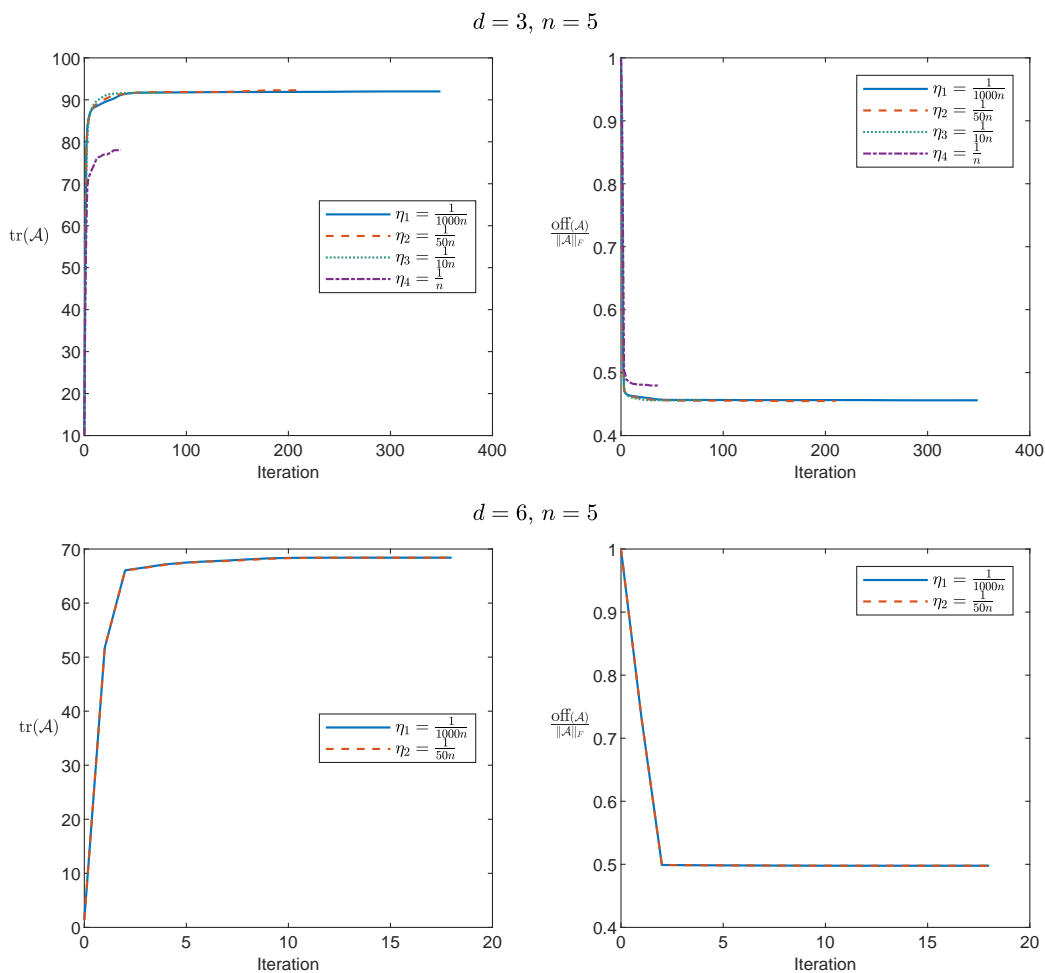 d = 3, n = 5
100
90
80
70
60
50
40
30
20
10
tr(𝒜)
0 100 200 300 400
Iteration
η₁ = 1/1000n
η₂ = 1/50n
η₃ = 1/10n
η₄ = 1/n
1
0.9
0.8
0.7
0.6
0.5
0.4
off(𝒜)/‖𝒜‖_F
0 100 200 300 400
Iteration
η₁ = 1/1000n
η₂ = 1/50n
η₃ = 1/10n
η₄ = 1/n
d = 6, n = 5
70
60
50
40
30
20
10
0
tr(𝒜)
0 5 10 15 20
Iteration
η₁ = 1/1000n
η₂ = 1/50n
1
0.9
0.8
0.7
0.6
0.5
0.4
off(𝒜)/‖𝒜‖_F
0 5 10 15 20
Iteration
η₁ = 1/1000n
η₂ = 1/50n